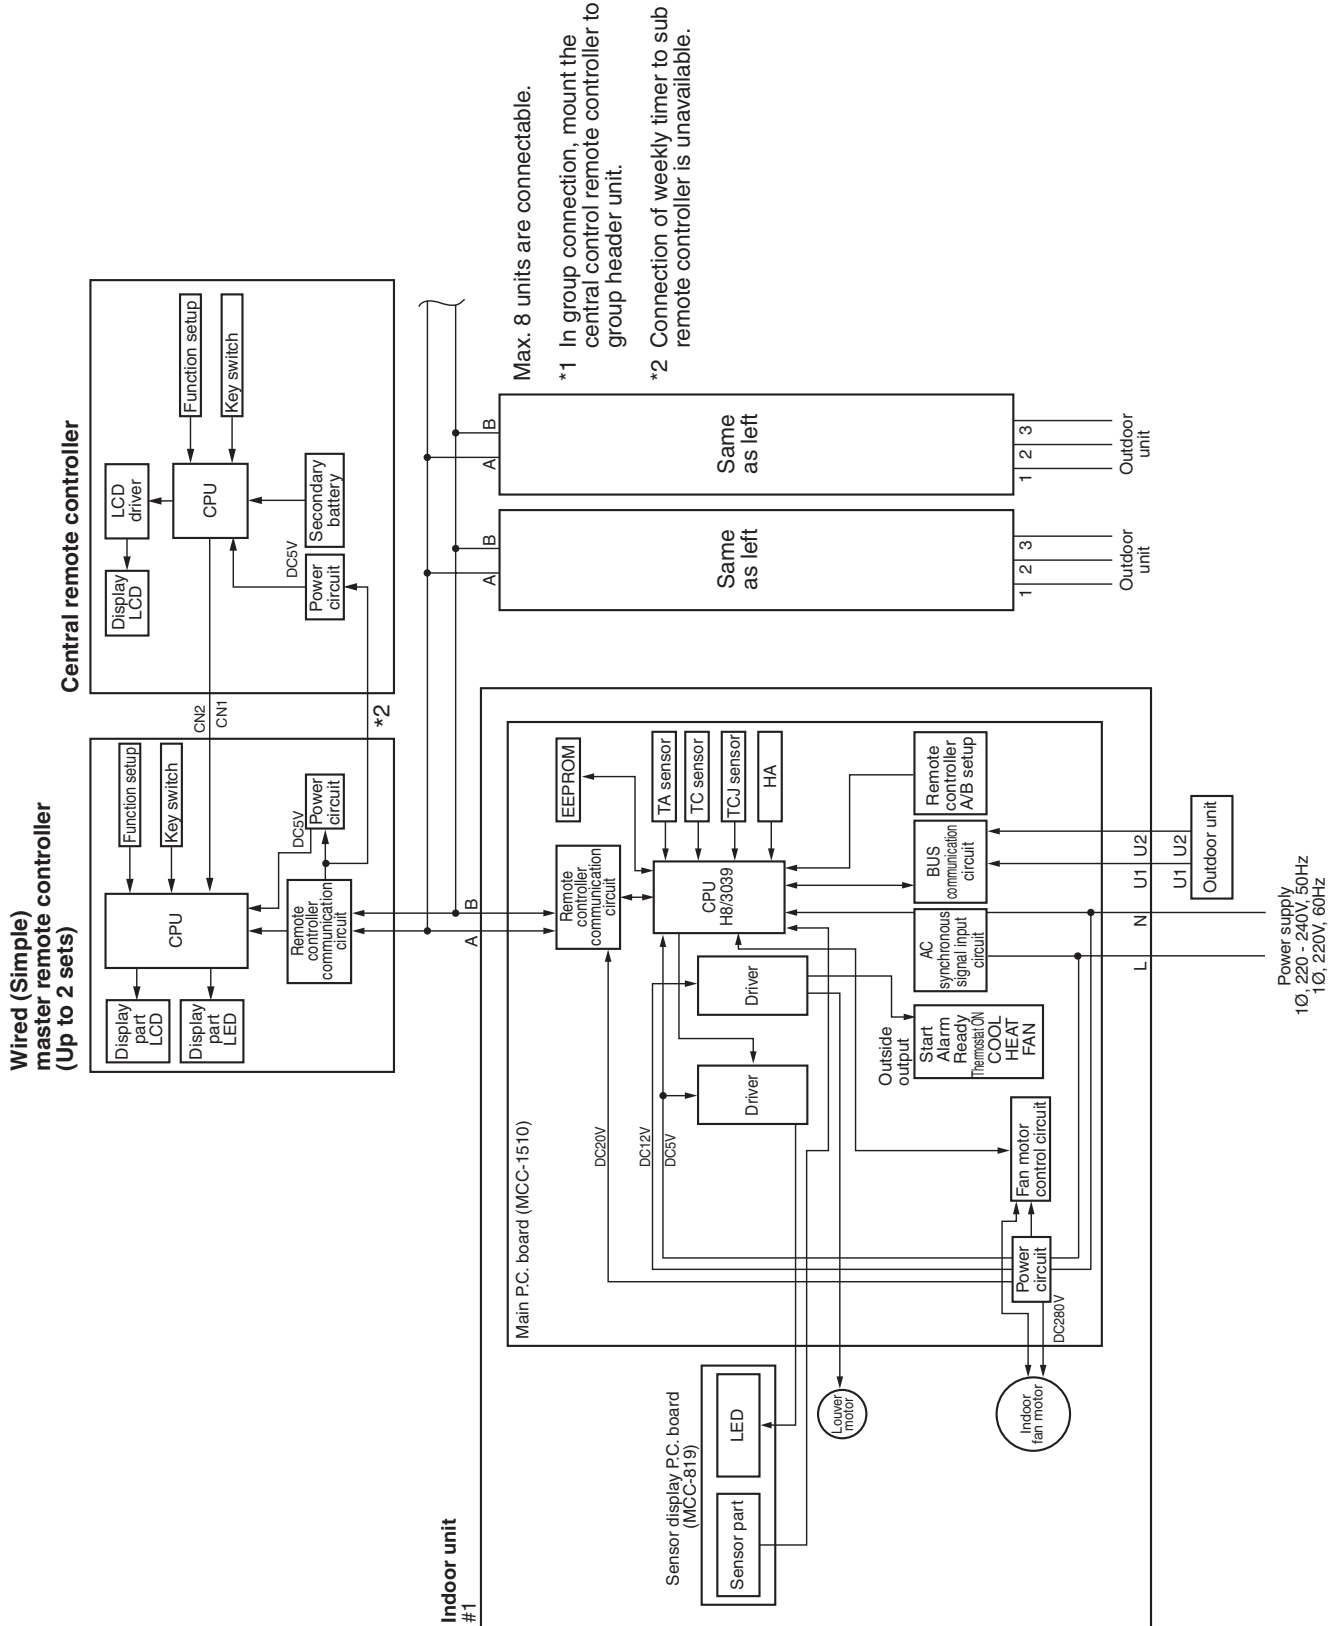 Wired (Simple)
master remote controller
(Up to 2 sets)
Display
part
LCD
Display
part
LED
CPU
Function setup
Key switch
DC5V
Remote
controller
communication
circuit
Power
circuit
CN2
CN1
*2
Central remote controller
Display
LCD
LCD
driver
CPU
Function setup
Key switch
DC5V
Power
circuit
Secondary
battery
Indoor unit
#1
A
B
Main P.C. board (MCC-1510)
Sensor display P.C. board
(MCC-819)
Sensor part
LED
Louver
motor
Indoor
fan motor
DC20V
DC12V
DC5V
DC280V
Remote
controller
communication
circuit
EEPROM
TA sensor
TC sensor
TCJ sensor
HA
CPU
H8/3039
Driver
Driver
Outside
output
Start
Alarm
Ready
Thermostat ON
COOL
HEAT
FAN
AC
synchronous
signal input
circuit
BUS
communication
circuit
Remote
controller
A/B setup
Power
circuit
Fan motor
control circuit
L
N
U1
U2
U1
U2
Outdoor unit
Power supply
1Ø, 220 - 240V, 50Hz
1Ø, 220V, 60Hz
A
B
Same
as left
1
2
3
Outdoor
unit
A
B
Same
as left
1
2
3
Outdoor
unit
Max. 8 units are connectable.
*1 In group connection, mount the
central control remote controller to
group header unit.
*2 Connection of weekly timer to sub
remote controller is unavailable.